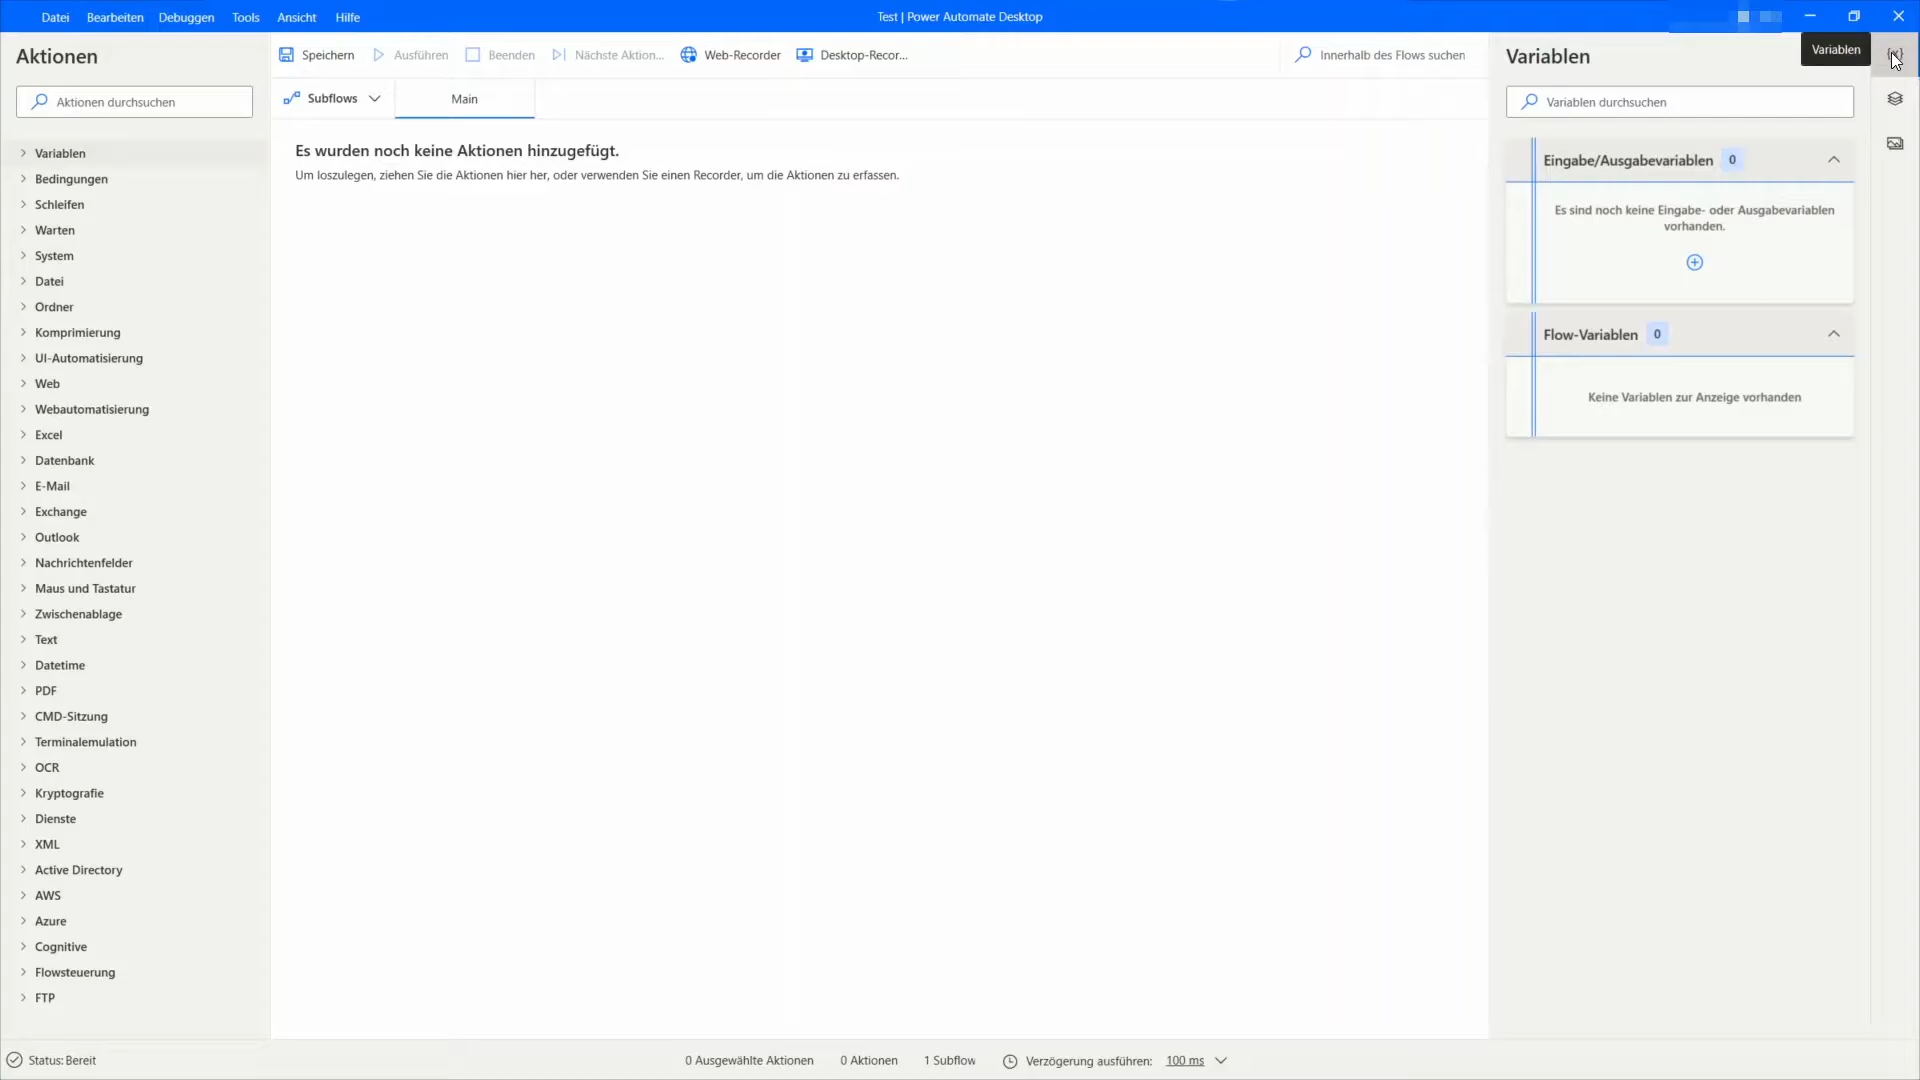 Datei Bearbeiten Debuggen Tools Ansicht Hilfe
Test | Power Automate Desktop
Aktionen
Aktionen durchsuchen
Variablen
Bedingungen
Schleifen
Warten
System
Datei
Ordner
Komprimierung
UI-Automatisierung
Web
Webautomatisierung
Excel
Datenbank
E-Mail
Exchange
Outlook
Nachrichtenfelder
Maus und Tastatur
Zwischenablage
Text
Datetime
PDF
CMD-Sitzung
Terminalemulation
OCR
Kryptografie
Dienste
XML
Active Directory
AWS
Azure
Cognitive
Flowsteuerung
FTP
Speichern Ausführen Beenden Nächste Aktion... Web-Recorder Desktop-Recor...
Innerhalb des Flows suchen
Subflows Main
Es wurden noch keine Aktionen hinzugefügt.
Um loszulegen, ziehen Sie die Aktionen hier her, oder verwenden Sie einen Recorder, um die Aktionen zu erfassen.
Variablen
Variablen
Variablen durchsuchen
Eingabe/Ausgabevariablen 0
Es sind noch keine Eingabe- oder Ausgabevariablen
vorhanden.
Flow-Variablen 0
Keine Variablen zur Anzeige vorhanden
Status: Bereit
0 Ausgewählte Aktionen 0 Aktionen 1 Subflow Verzögerung ausführen: 100 ms